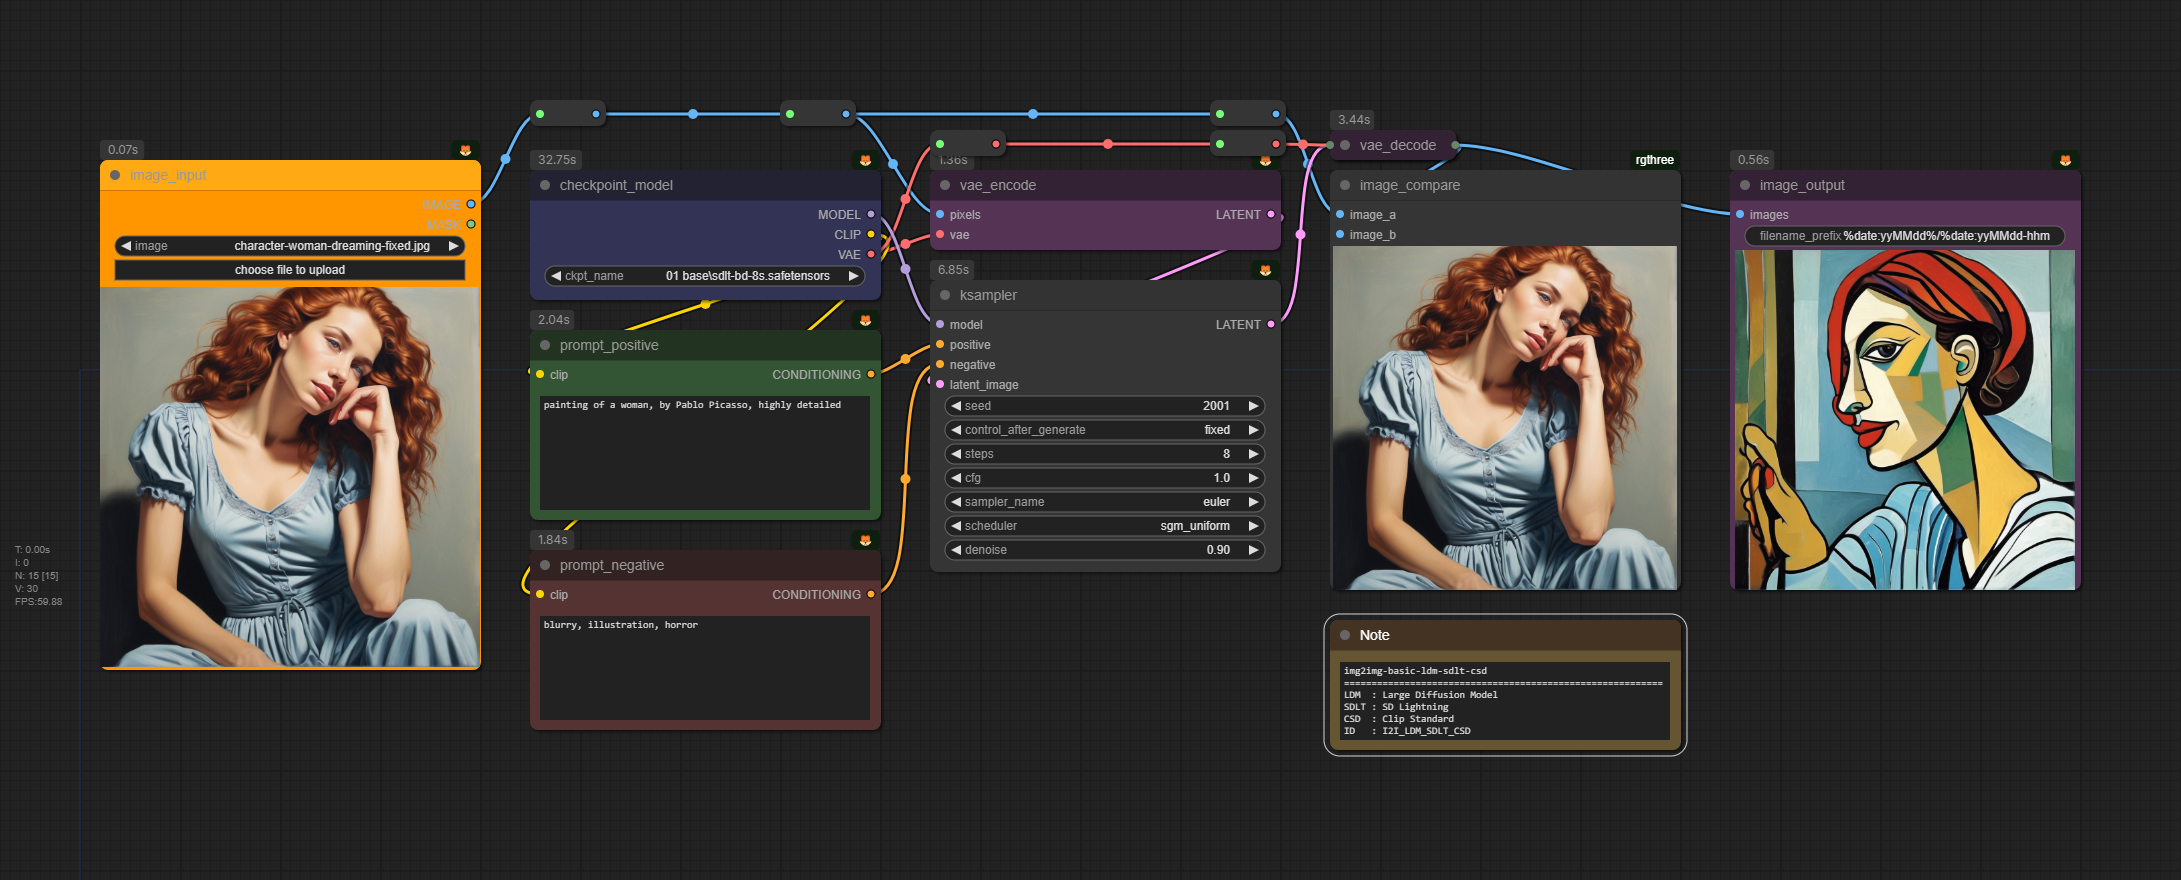 0.07s
image_input
IMAGE
MASK
image character-woman-dreaming-fixed.jpg
choose file to upload
T: 0.00s
I: 0
N: 15 [15]
V: 30
FPS:59.88
32.75s
checkpoint_model
MODEL
CLIP
VAE
ckpt_name 01 base\sdlt-bd-8s.safetensors
2.04s
prompt_positive
clip CONDITIONING
painting of a woman, by Pablo Picasso, highly detailed
1.84s
prompt_negative
clip CONDITIONING
blurry, illustration, horror
1.36s
vae_encode
pixels LATENT
vae
6.85s
ksampler
model LATENT
positive
negative
latent_image
seed 2001
control_after_generate fixed
steps 8
cfg 1.0
sampler_name euler
scheduler sgm_uniform
denoise 0.90
3.44s
vae_decode
rgthree
image_compare
image_a
image_b
Note
img2img-basic-ldm-sdlt-csd
==========================================================
LDM : Large Diffusion Model
SDLT : SD Lightning
CSD : Clip Standard
ID : I2I_LDM_SDLT_CSD
0.56s
image_output
images
filename_prefix %date:yyMMdd%/%date:yyMMdd-hhm